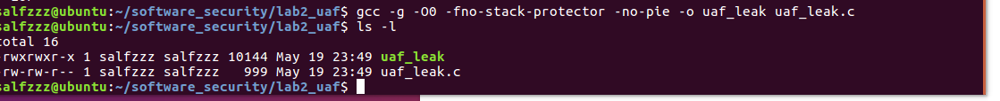 salfzzz@ubuntu:~/software_security/lab2_uaf$ gcc -g -O0 -fno-stack-protector -no-pie -o uaf_leak uaf_leak.c
salfzzz@ubuntu:~/software_security/lab2_uaf$ ls -l
total 16
-rwxrwxr-x 1 salfzzz salfzzz 10144 May 19 23:49 uaf_leak
-rw-rw-r-- 1 salfzzz salfzzz   999 May 19 23:49 uaf_leak.c
salfzzz@ubuntu:~/software_security/lab2_uaf$